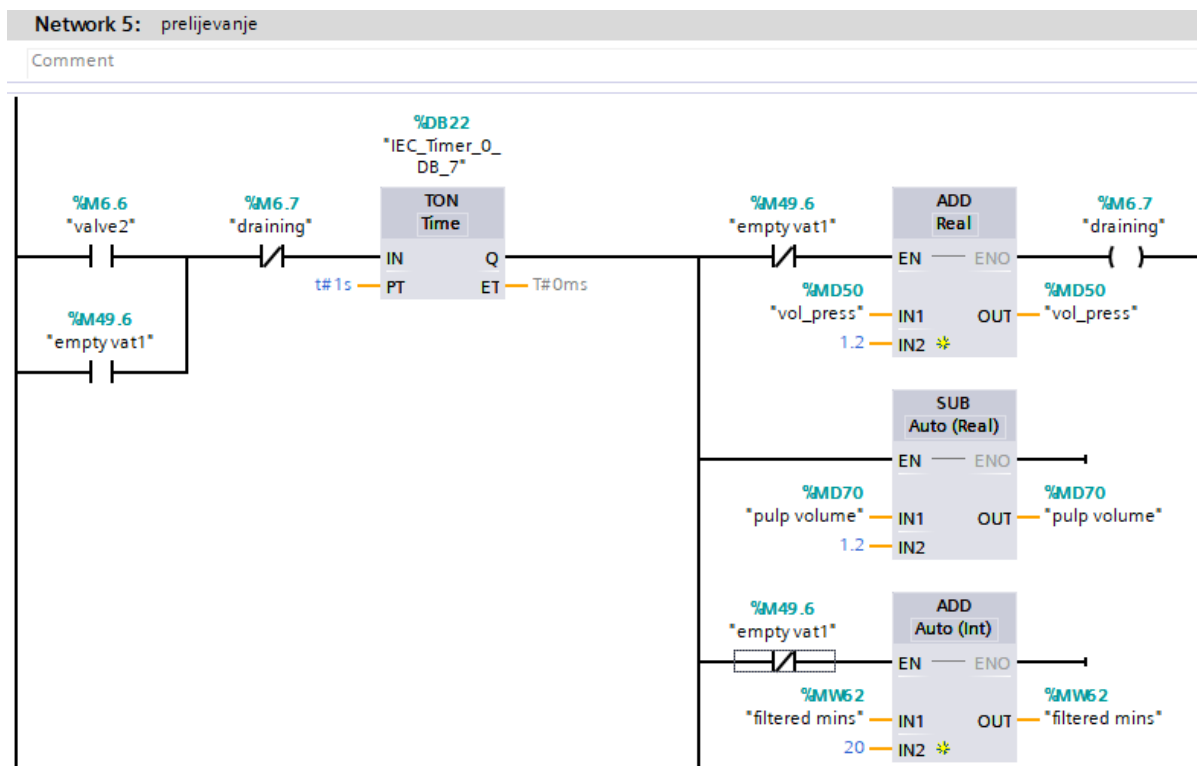 Network 5: prelijevanje
Comment
%DB22
"IEC_Timer_0_
DB_7"
%M6.6
"valve2"
%M6.7
"draining"
TON
Time
IN
Q
t#1s
PT
ET
T#0ms
%M49.6
"empty vat1"
%M49.6
"empty vat1"
ADD
Real
EN
ENO
%M6.7
"draining"
%MD50
"vol_press"
IN1
OUT
%MD50
"vol_press"
1.2
IN2
SUB
Auto (Real)
EN
ENO
%MD70
"pulp volume"
IN1
OUT
%MD70
"pulp volume"
1.2
IN2
%M49.6
"empty vat1"
ADD
Auto (Int)
EN
ENO
%MW62
"filtered mins"
IN1
OUT
%MW62
"filtered mins"
20
IN2